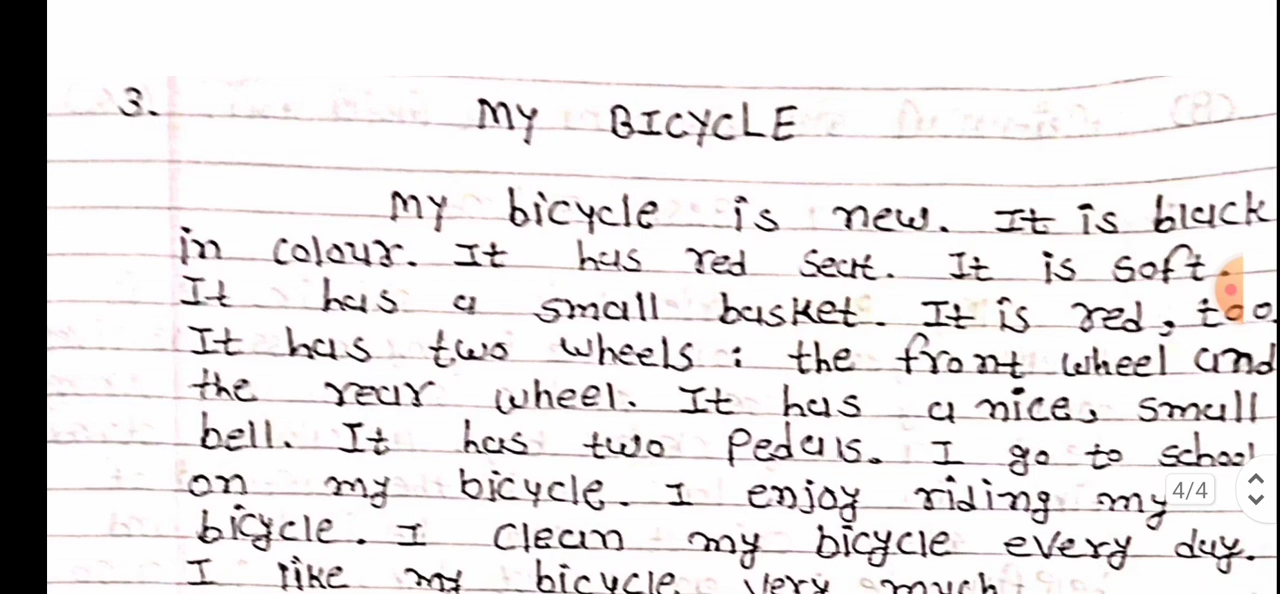 3.
My BICYCLE
My bicycle is new. It is black
in colour. It has red seat. It is soft.
It has a small basket. It is red, too
It has two wheels : the front wheel and
the rear wheel. It has a nice, small
bell. It has two Pedals. I go to school
on my bicycle. I enjoy riding my
4/4
bicycle. I clean my bicycle every day.
I like my bicycle very much